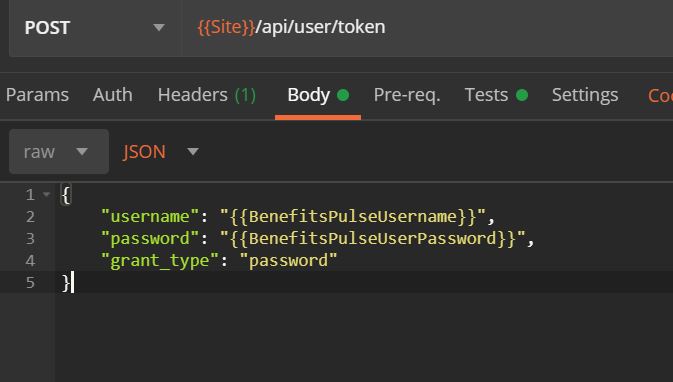 POST {{Site}}/api/user/token
Params Auth Headers (1) Body Pre-req. Tests Settings
raw JSON
1 {
2 "username": "{{BenefitsPulseUsername}}",
3 "password": "{{BenefitsPulseUserPassword}}",
4 "grant_type": "password"
5 }